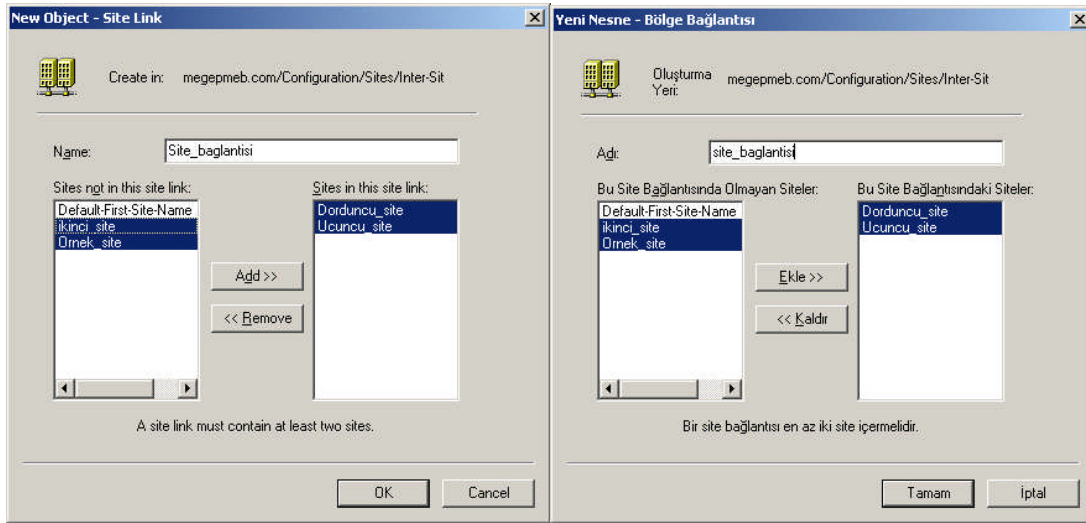 New Object - Site Link
Create in: megepmeb.com/Configuration/Sites/Inter-Sit
Name: Site_baglantisi
Sites not in this site link:
Default-First-Site-Name
ikinci_site
Ornek_site
Add >>
<< Remove
Sites in this site link:
Dorduncu_site
Ucuncu_site
A site link must contain at least two sites.
OK Cancel
Yeni Nesne - Bölge Bağlantısı
Oluşturma
Yeri: megepmeb.com/Configuration/Sites/Inter-Sit
Adı: site_baglantisi
Bu Site Bağlantısında Olmayan Siteler:
Default-First-Site-Name
ikinci_site
Ornek_site
Ekle >>
<< Kaldır
Bu Site Bağlantısındaki Siteler:
Dorduncu_site
Ucuncu_site
Bir site bağlantısı en az iki site içermelidir.
Tamam İptal